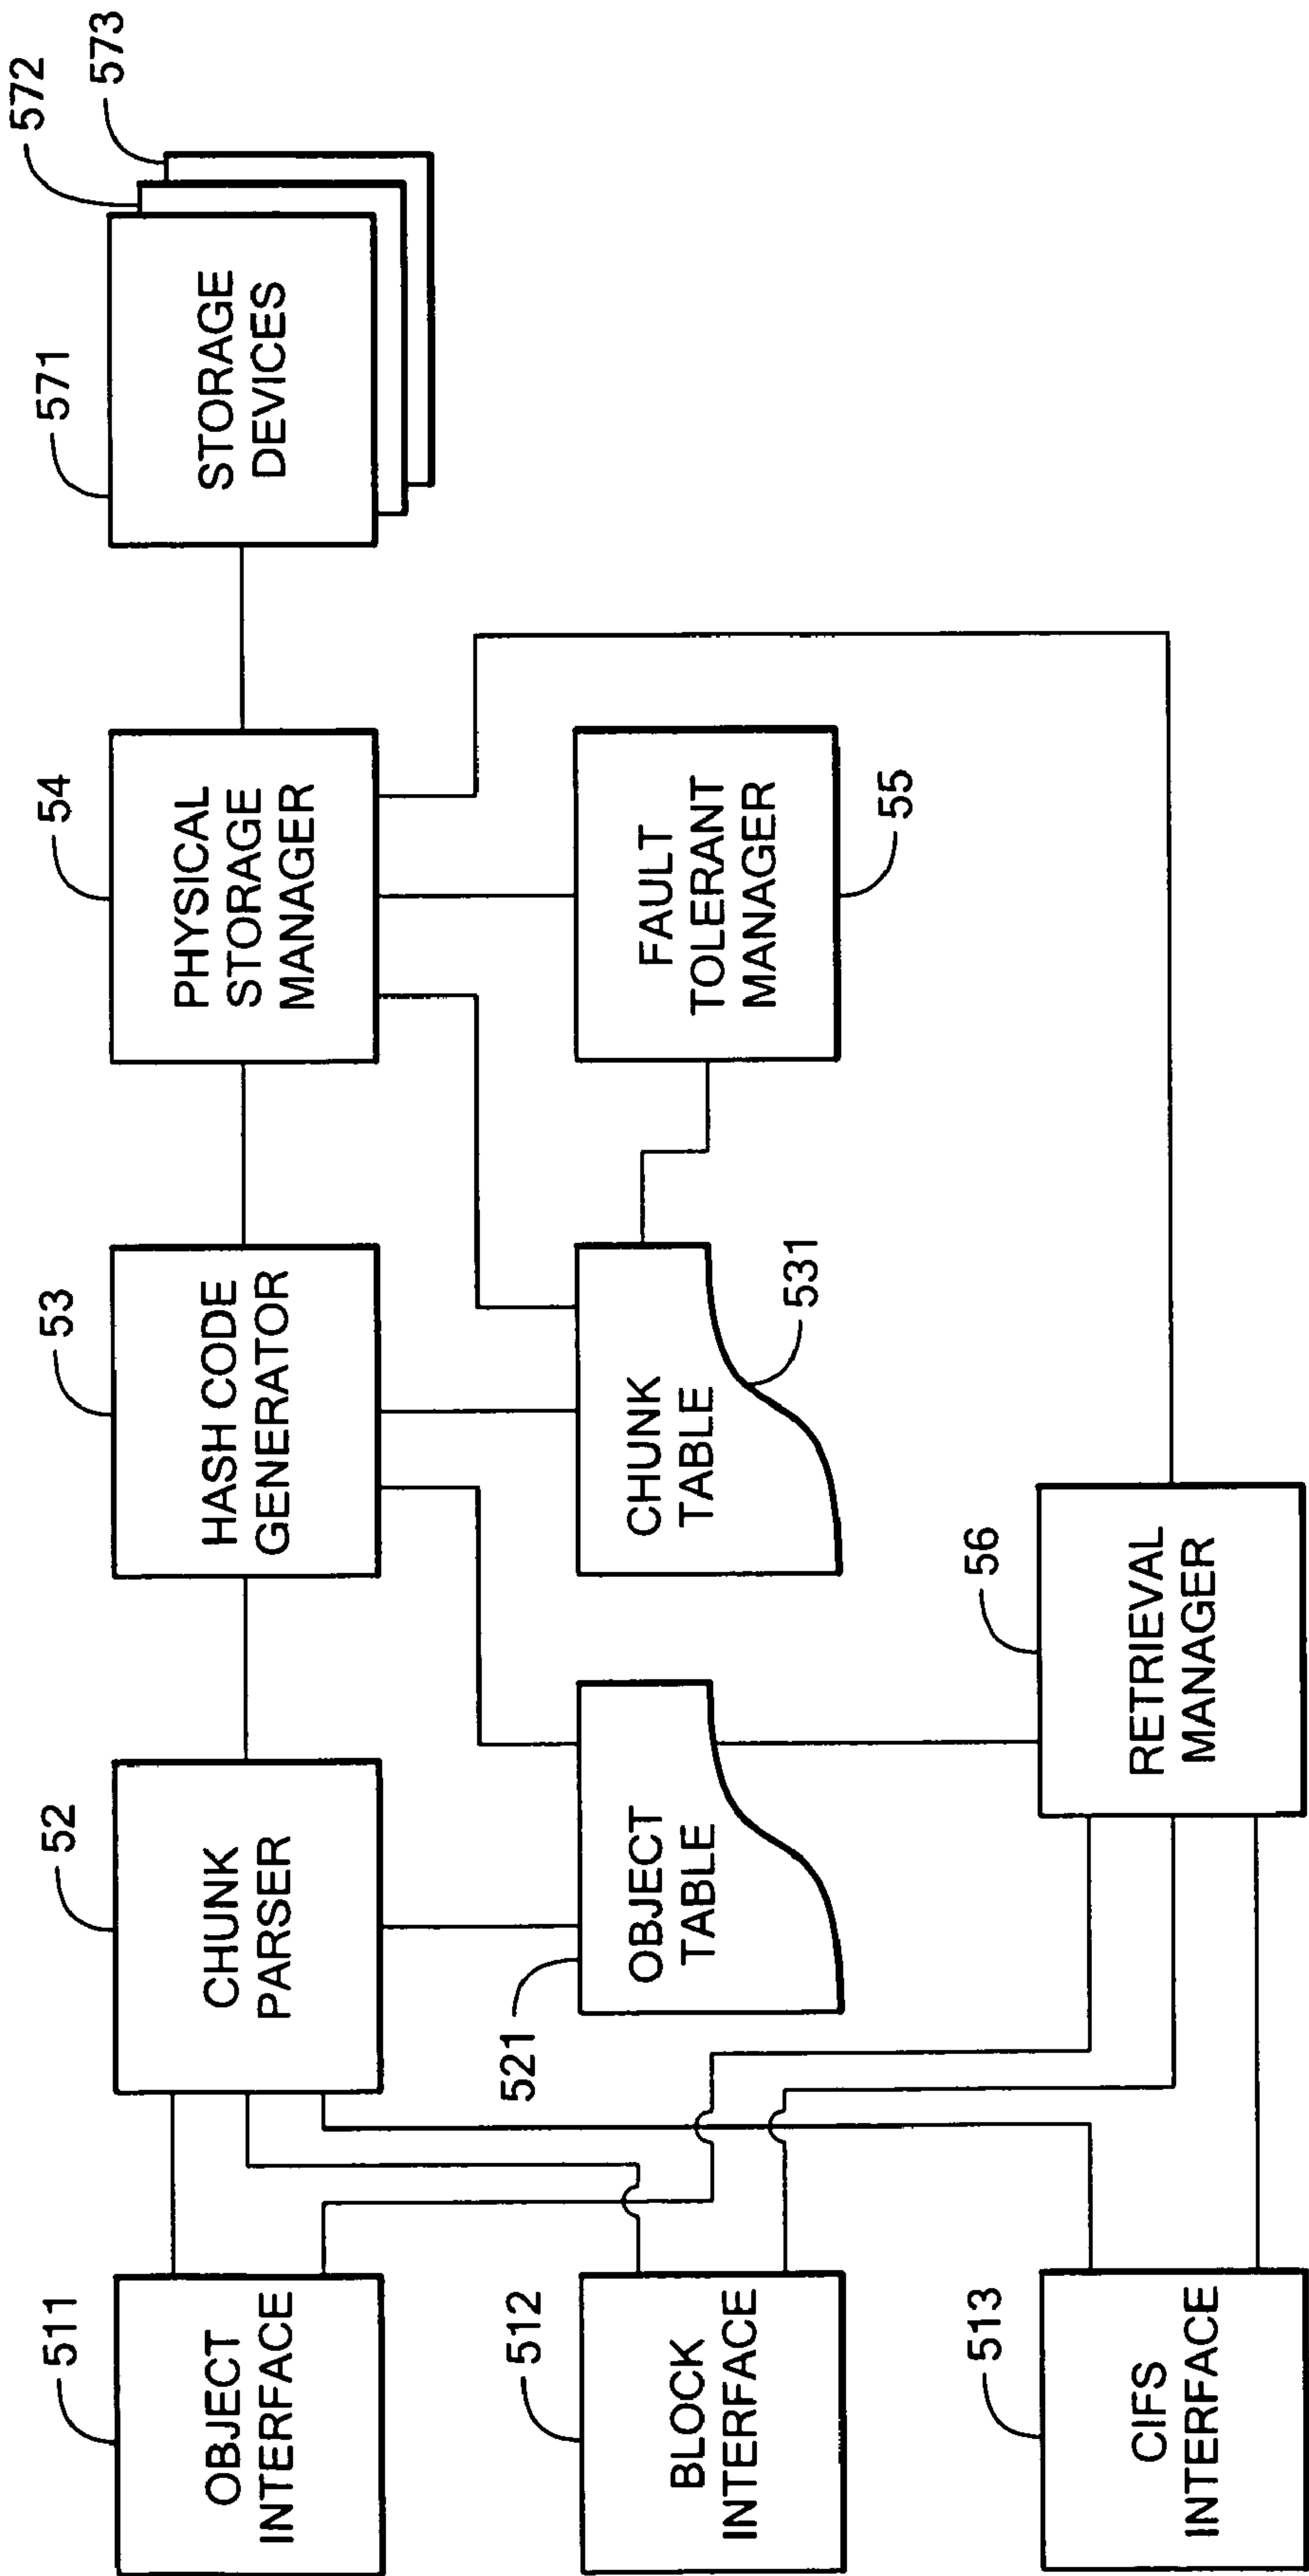 511
OBJECT
INTERFACE
52
CHUNK
PARSER
53
HASH CODE
GENERATOR
54
PHYSICAL
STORAGE
MANAGER
571
572
573
STORAGE
DEVICES
512
BLOCK
INTERFACE
521
OBJECT
TABLE
CHUNK
TABLE
531
FAULT
TOLERANT
MANAGER
55
513
CIFS
INTERFACE
56
RETRIEVAL
MANAGER